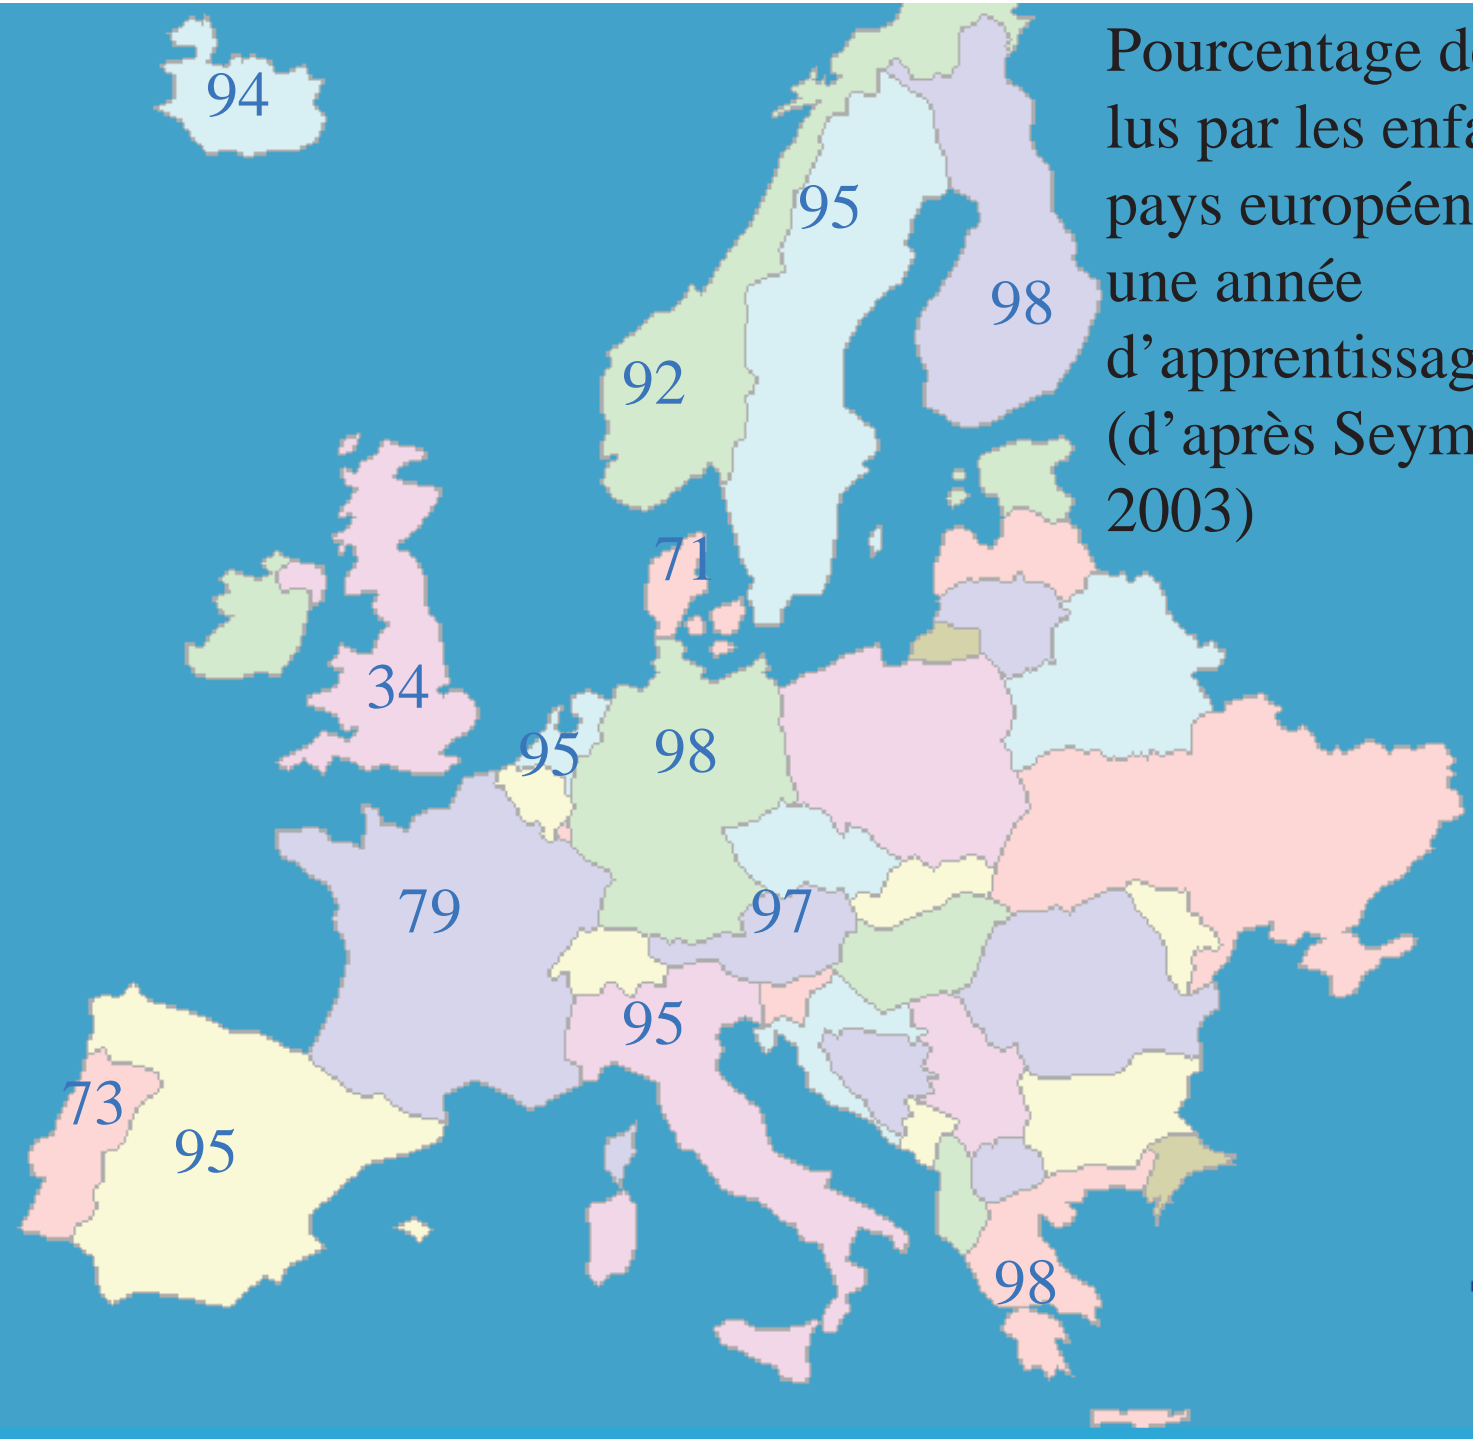 Pourcentage de
lus par les enfa
pays européen
une année
d'apprentissag
(d'après Seym
2003)
94
95
98
92
71
34
95
98
79
97
95
73
95
98